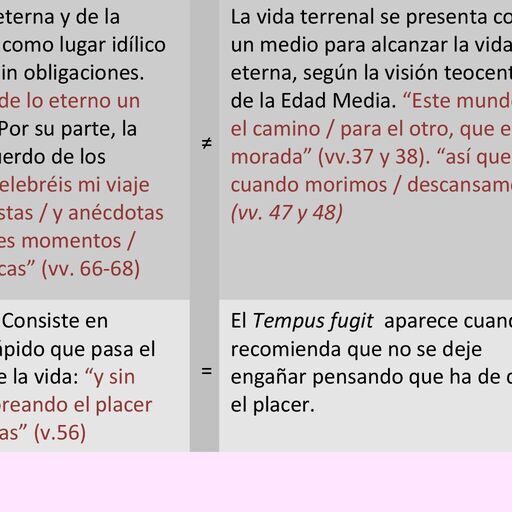 eterna y de la
como lugar idílico
in obligaciones.
de lo eterno un
Por su parte, la
uerdo de los
elebréis mi viaje
stas / y anécdotas
es momentos /
cas” (vv. 66-68)
≠
La vida terrenal se presenta co
un medio para alcanzar la vida
eterna, según la visión teocent
de la Edad Media. “Este mund
el camino / para el otro, que e
morada” (vv.37 y 38). “así que
cuando morimos / descansam
(vv. 47 y 48)
Consiste en
ápido que pasa el
e la vida: “y sin
oreando el placer
as” (v.56)
=
El Tempus fugit aparece cuan
recomienda que no se deje
engañar pensando que ha de d
el placer.